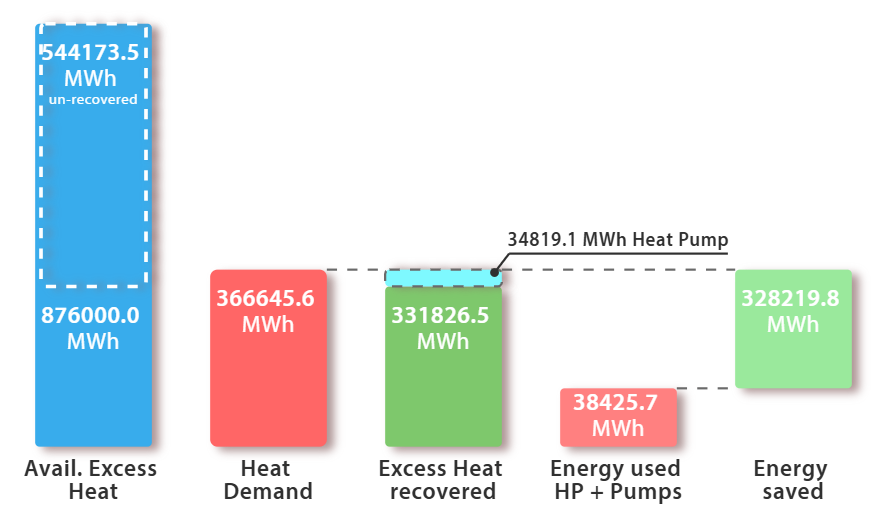 544173.5
MWh
un-recovered
876000.0
MWh
Avail. Excess
Heat
366645.6
MWh
Heat
Demand
34819.1 MWh Heat Pump
331826.5
MWh
Excess Heat
recovered
38425.7
MWh
Energy used
HP + Pumps
328219.8
MWh
Energy
saved